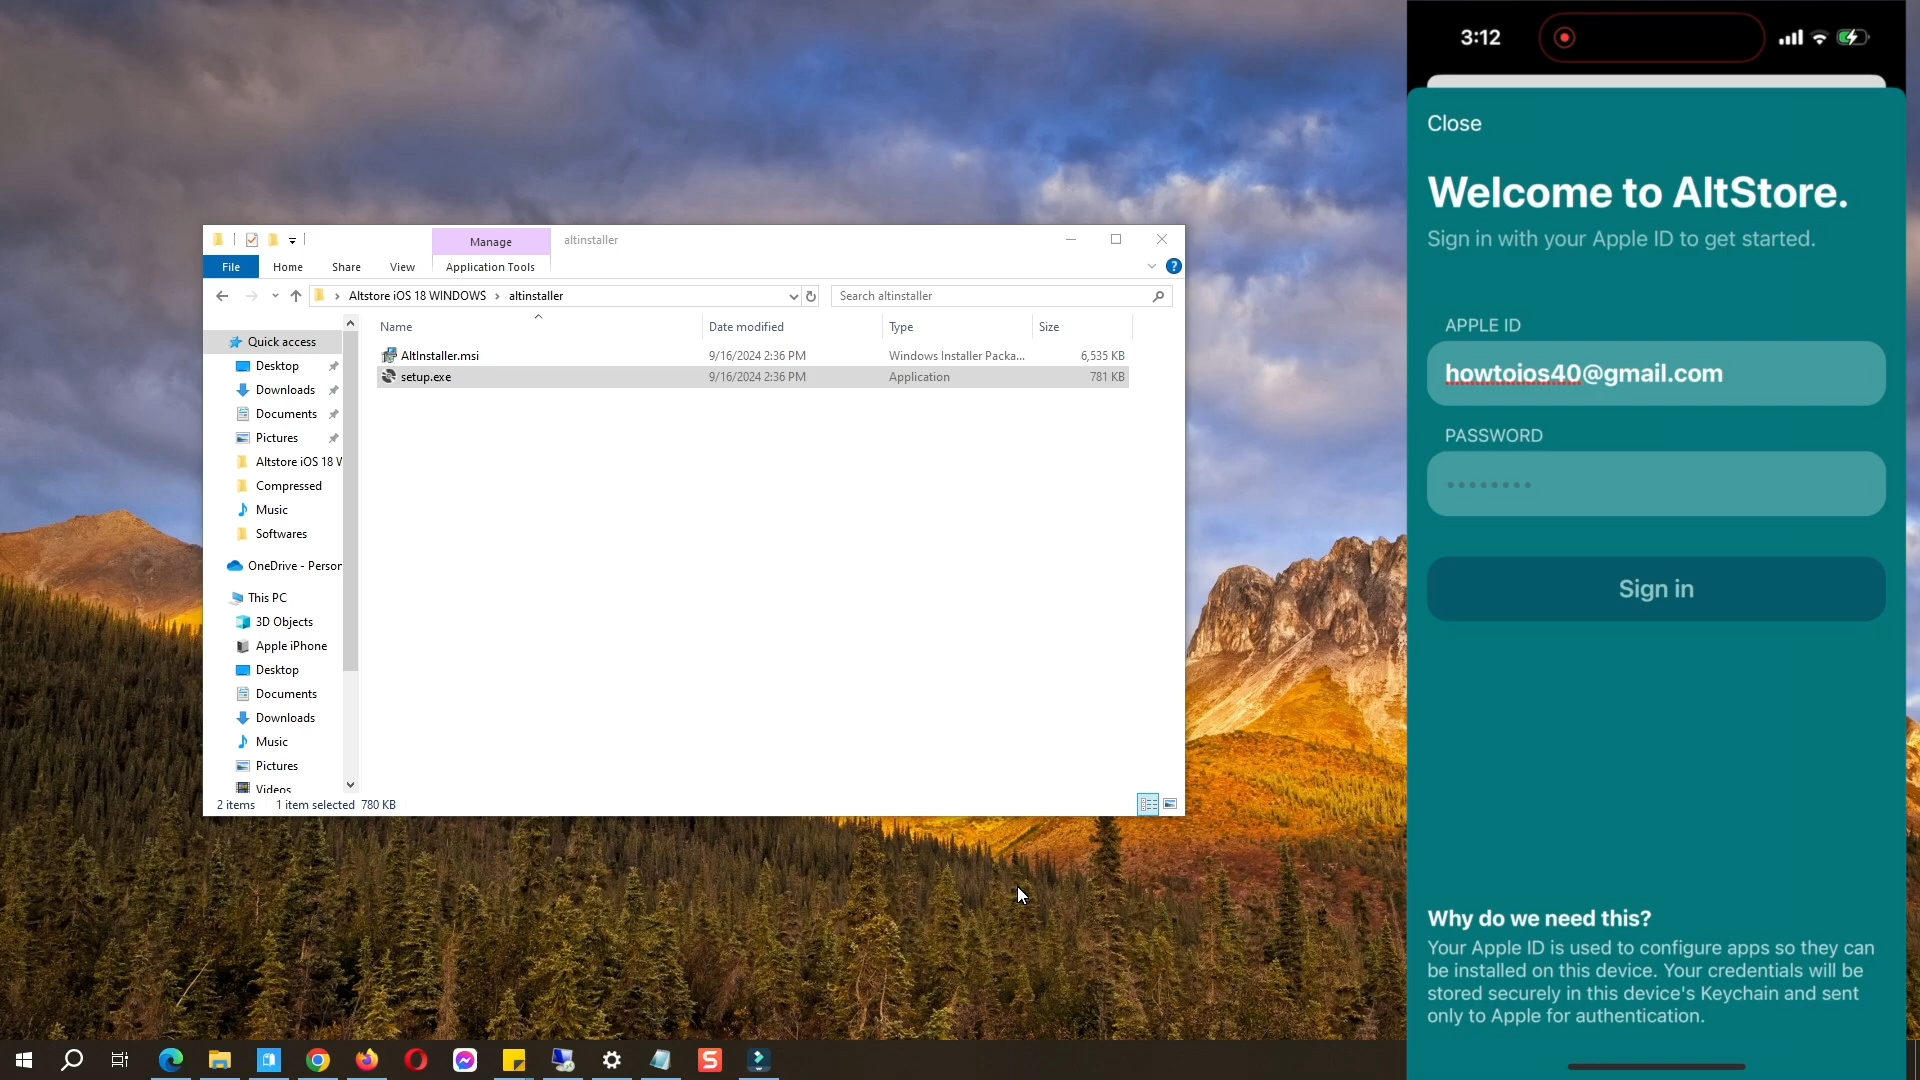 Manage
altinstaller
File
Home
Share
View
Application Tools
Altstore iOS 18 WINDOWS
altinstaller
Search altinstaller
Name
Date modified
Type
Size
AltInstaller.msi
9/16/2024 2:36 PM
Windows Installer Packa...
6,535 KB
setup.exe
9/16/2024 2:36 PM
Application
781 KB
Quick access
Desktop
Downloads
Documents
Pictures
Altstore iOS 18 W
Compressed
Music
Softwares
OneDrive - Person
This PC
3D Objects
Apple iPhone
Desktop
Documents
Downloads
Music
Pictures
Videos
2 items
1 item selected 780 KB
3:12
Close
Welcome to AltStore.
Sign in with your Apple ID to get started.
APPLE ID
howtoios40@gmail.com
PASSWORD
Sign in
Why do we need this?
Your Apple ID is used to configure apps so they can
be installed on this device. Your credentials will be
stored securely in this device's Keychain and sent
only to Apple for authentication.